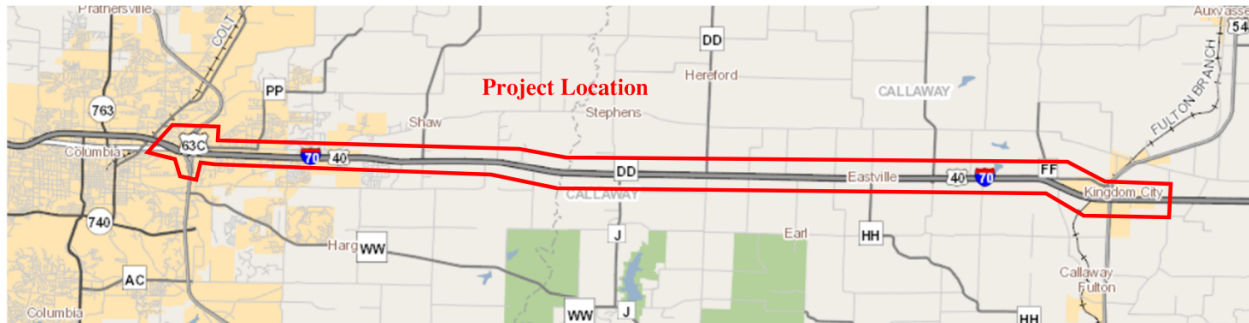 Prathersville
COLT
DD
Auxvasse
54
Hereford
PP
Project Location
CALLAWAY
FULTON BRANCH
763
Stephens
Shaw
63C
Columbia
70
40
DD
FF
Eastville
40
70
Kingdom City
CALLAWAY
740
J
Earl
HH
Harg
WW
AC
Callaway
Fulton
Columbia
WW
J
HH